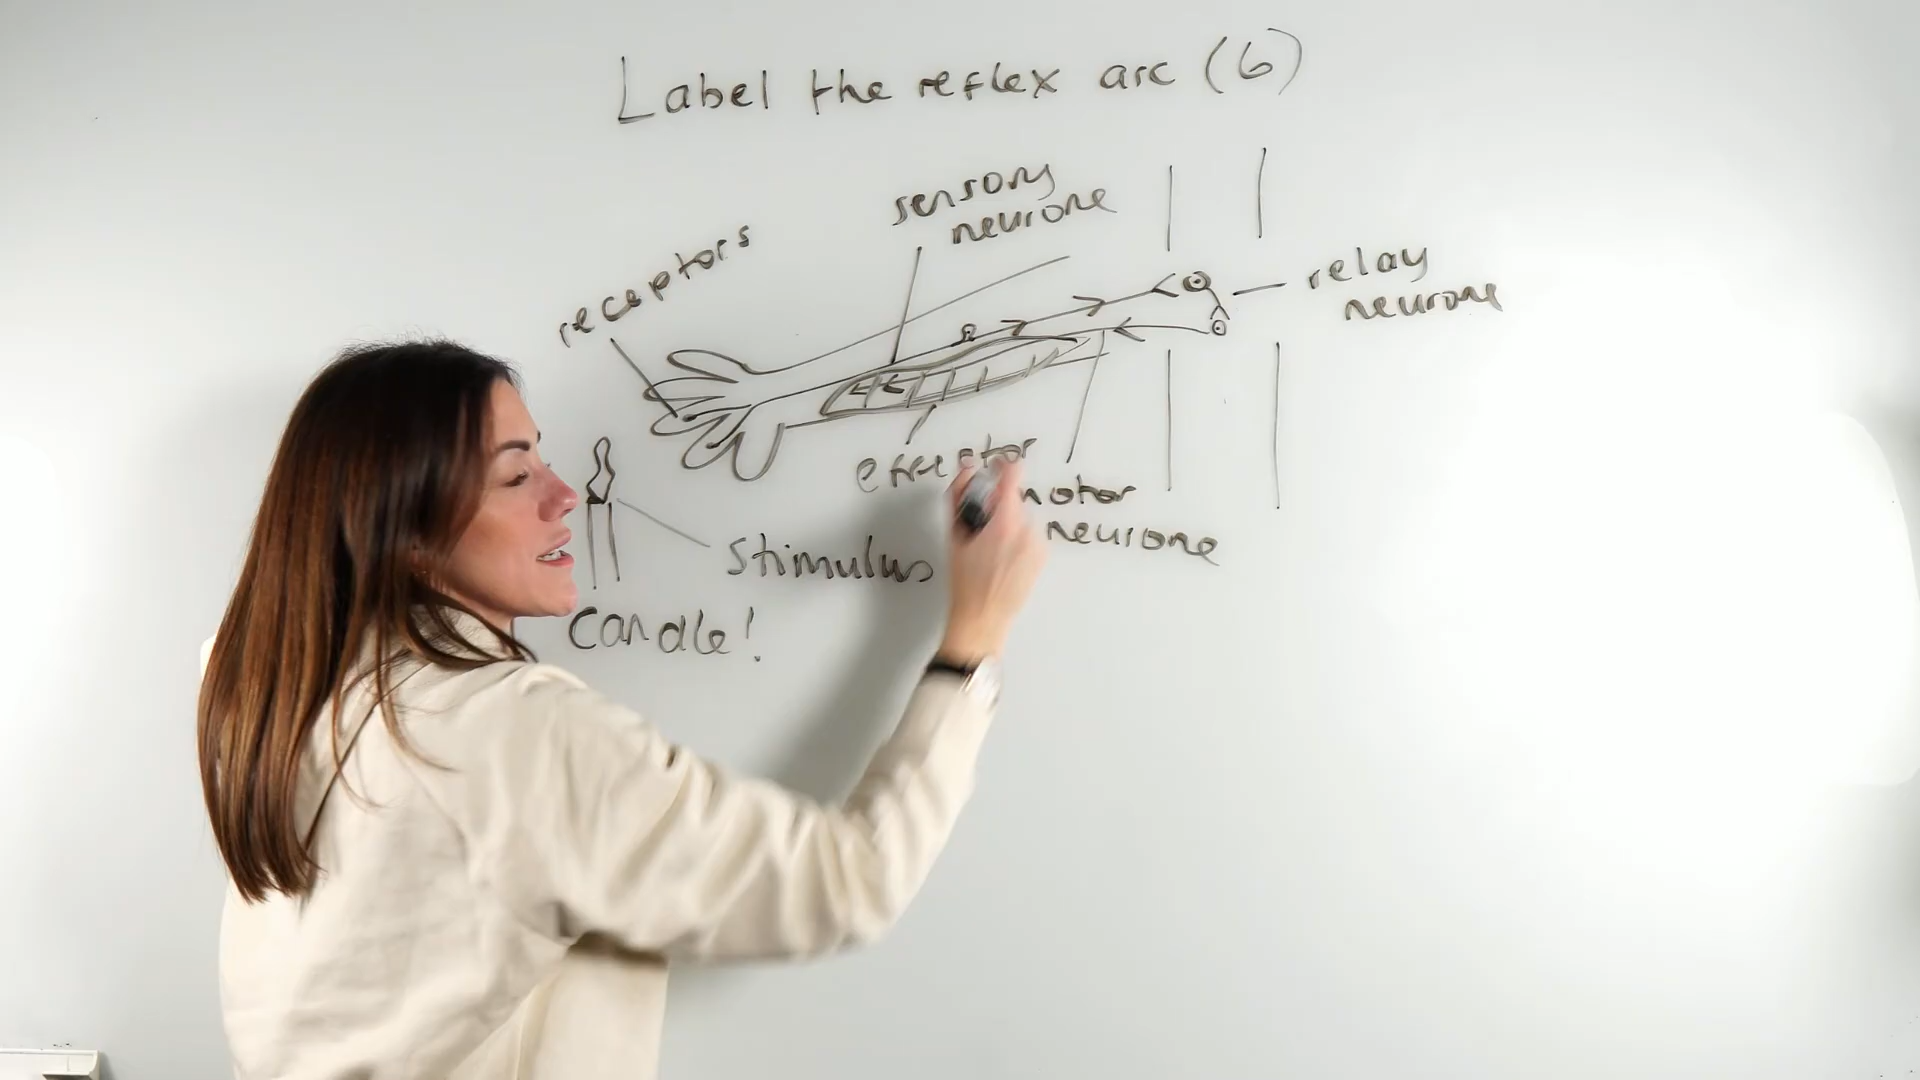 Label the reflex arc (6)
sensory
neurone
receptors
relay
neurone
effector
motor
neurone
stimulus
Candle!